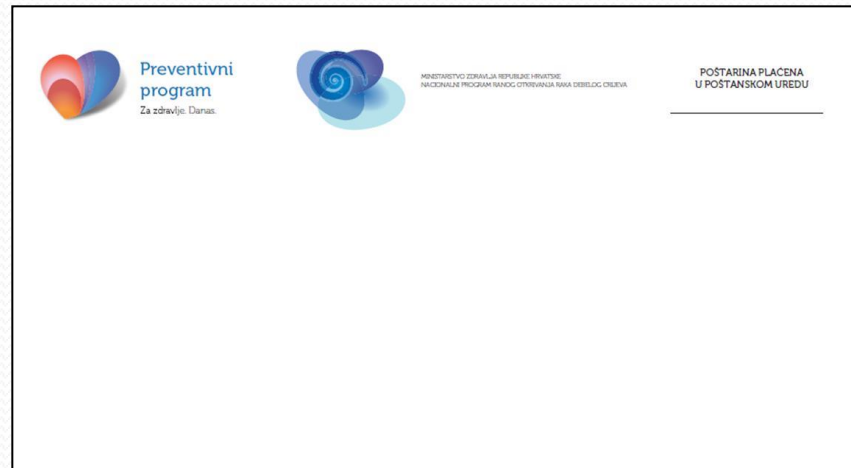 Preventivni
program
Za zdravlje. Danas.
MINISTARSTVO ZDRAVLJA REPUBLIKE HRVATSKE
NACIONALNI PROGRAM RANOG OTKRIVANJA RAKA DEBELOG CRIJEVA
POŠTARINA PLAĆENA
U POŠTANSKOM UREDU